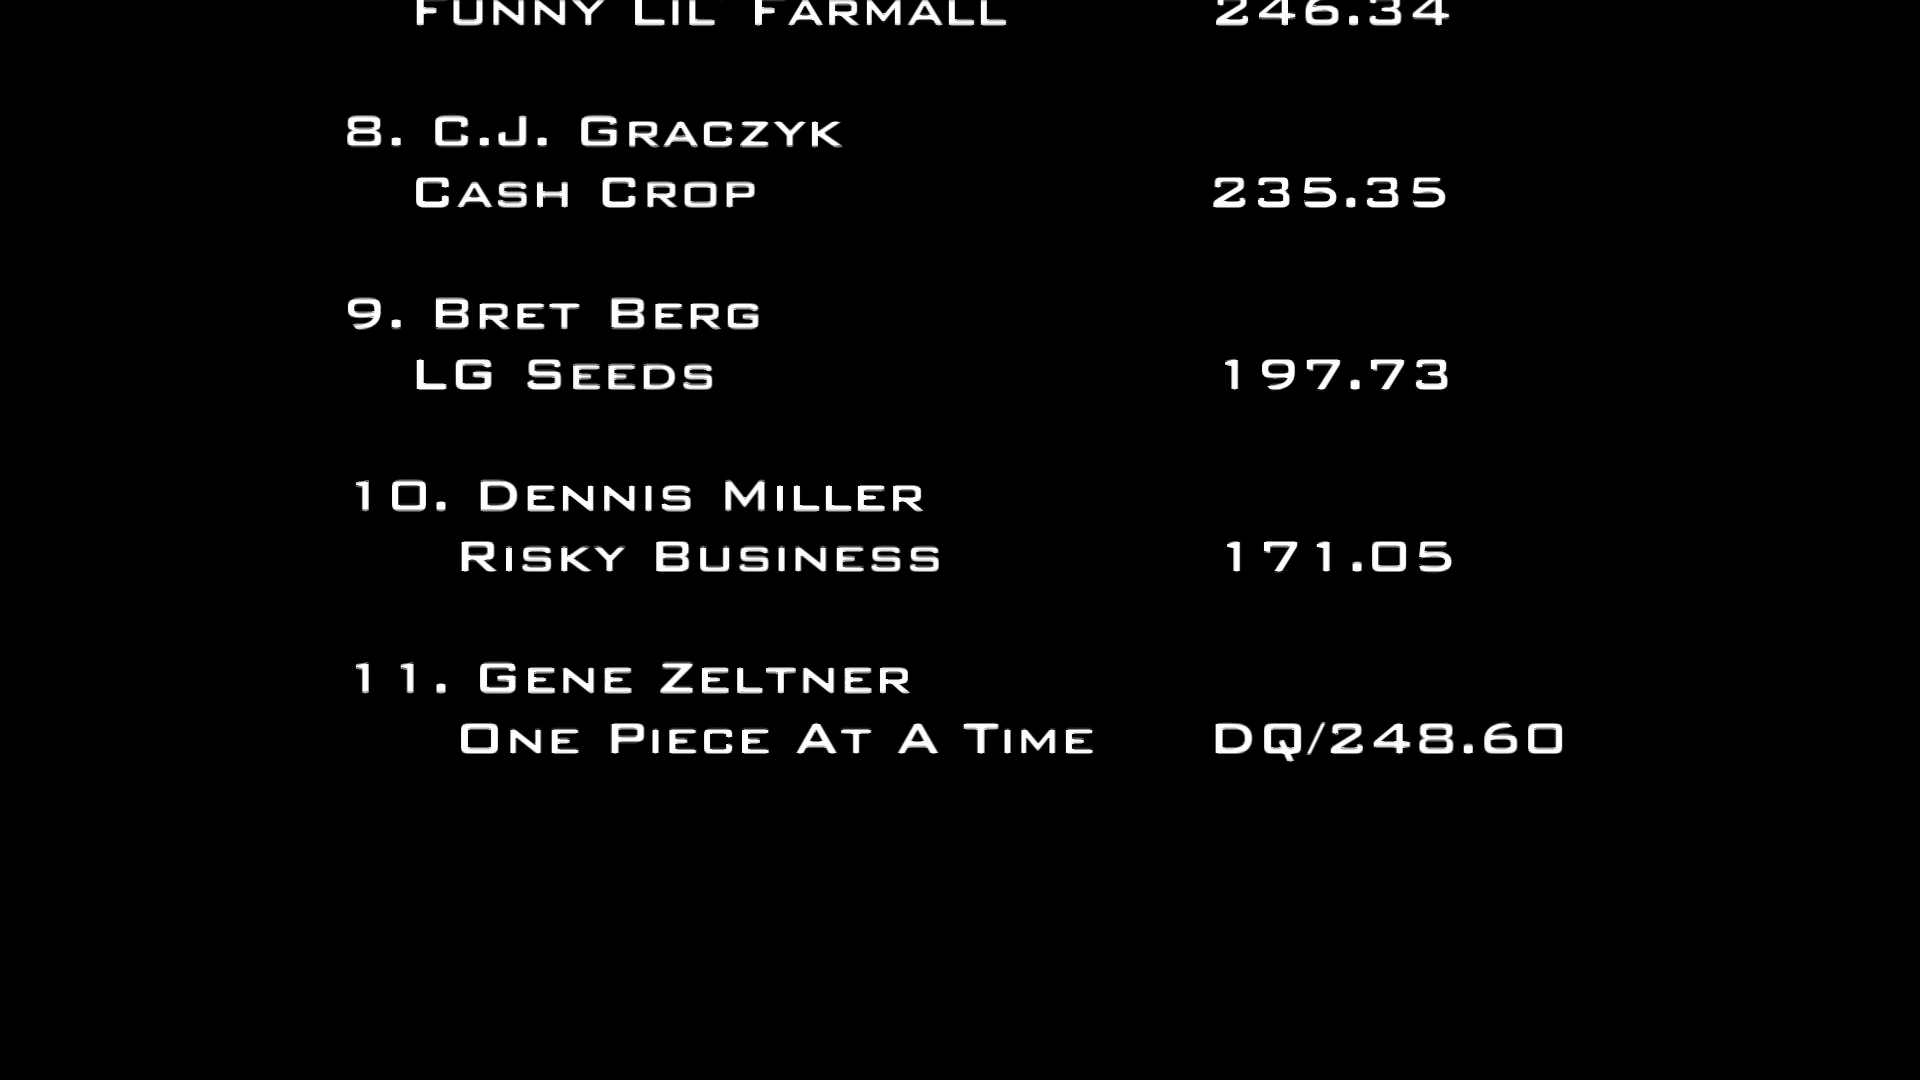 Funny Lil' Farmall 246.34
8. C.J. Graczyk
Cash Crop 235.35
9. Bret Berg
LG Seeds 197.73
10. Dennis Miller
Risky Business 171.05
11. Gene Zeltner
One Piece At A Time DQ/248.60